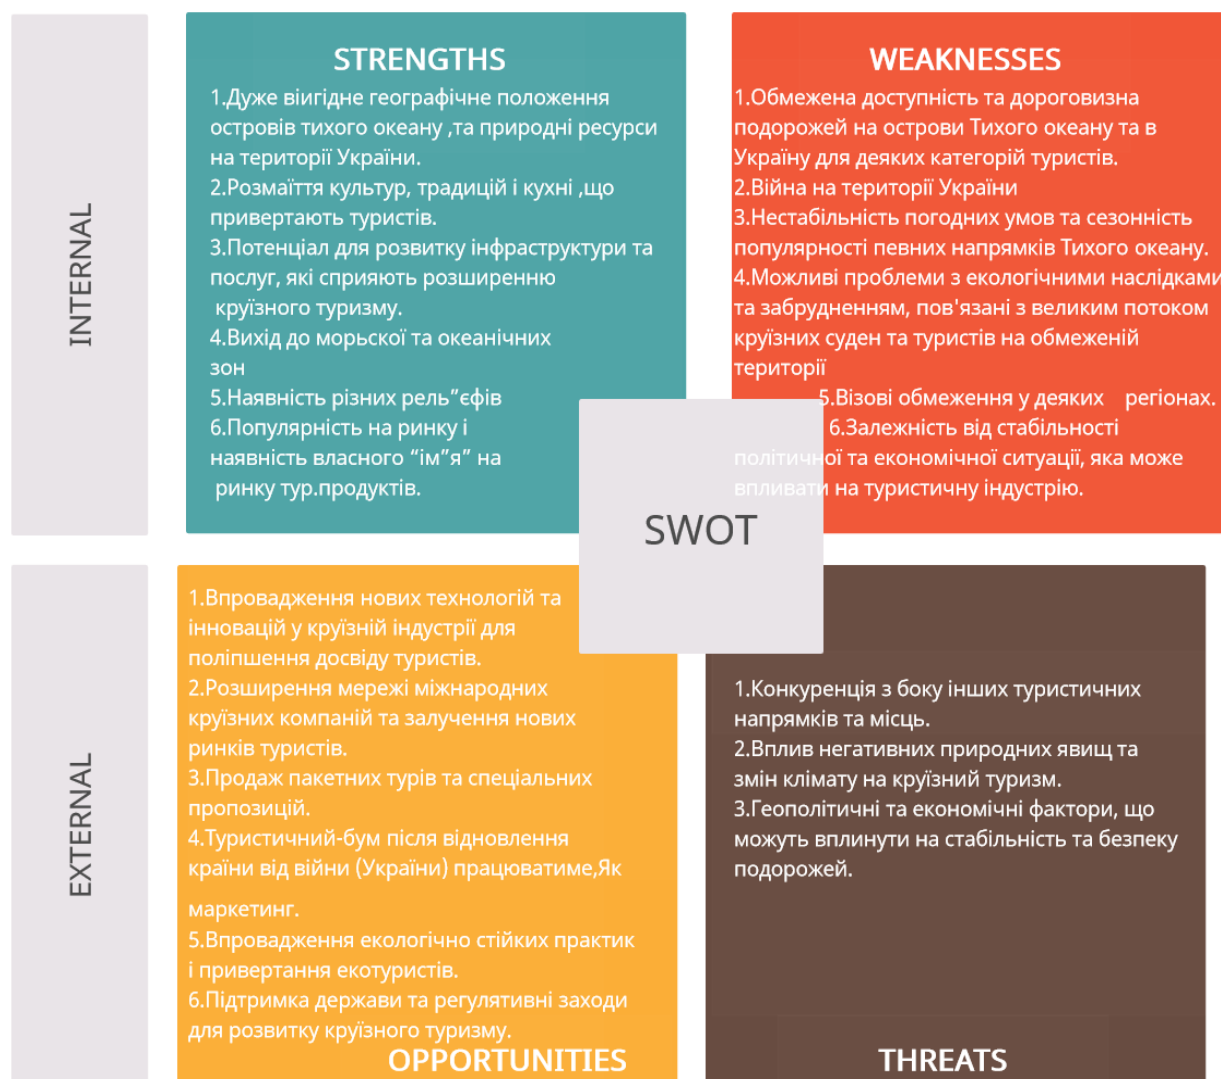 INTERNAL
STRENGTHS
1.Дуже віигідне географічне положення
островів тихого океану ,та природні ресурси
на території України.
2.Розмаїття культур, традицій і кухні ,що
привертають туристів.
3.Потенціал для розвитку інфраструктури та
послуг, які сприяють розширенню
круїзного туризму.
4.Вихід до морьскої та океанічних
зон
5.Наявність різних рель”єфів
6.Популярність на ринку і
наявність власного “ім”я” на
ринку тур.продуктів.
WEAKNESSES
1.Обмежена доступність та дороговизна
подорожей на острови Тихого океану та в
Україну для деяких категорій туристів.
2.Війна на території України
3.Нестабільність погодних умов та сезонність
популярності певних напрямків Тихого океану.
4.Можливі проблеми з екологічними наслідками
та забрудненням, пов'язані з великим потоком
круїзних суден та туристів на обмеженій
території
5.Візові обмеження у деяких регіонах.
6.Залежність від стабільності
політичної та економічної ситуації, яка може
впливати на туристичну індустрію.
SWOT
EXTERNAL
1.Впровадження нових технологій та
інновацій у круїзній індустрії для
поліпшення досвіду туристів.
2.Розширення мережі міжнародних
круїзних компаній та залучення нових
ринків туристів.
3.Продаж пакетних турів та спеціальних
пропозицій.
4.Туристичний-бум після відновлення
країни від війни (України) працюватиме,Як
маркетинг.
5.Впровадження екологічно стійких практик
і привертання екотуристів.
6.Підтримка держави та регулятивні заходи
для розвитку круїзного туризму.
OPPORTUNITIES
1.Конкуренція з боку інших туристичних
напрямків та місць.
2.Вплив негативних природних явищ та
змін клімату на круїзний туризм.
3.Геополітичні та економічні фактори, що
можуть вплинути на стабільність та безпеку
подорожей.
THREATS